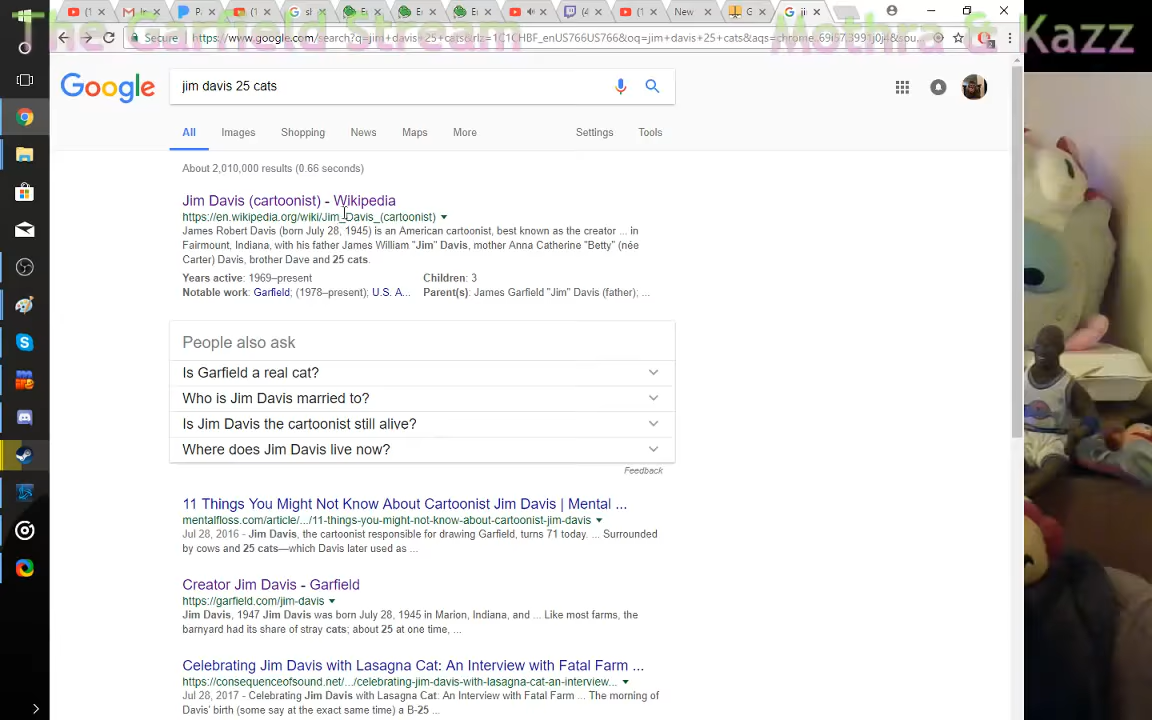 The Garfield Stream
Mothra & Kazz
Secure
https://www.google.com/search?q=jim+davis+25+cats&rlz=1C1CHBF_enUS766US766&oq=jim+davis+25+cats&aqs=chrome
Google
jim davis 25 cats
All Images Shopping News Maps More Settings Tools
About 2,010,000 results (0.66 seconds)
Jim Davis (cartoonist) - Wikipedia
https://en.wikipedia.org/wiki/Jim_Davis_(cartoonist)
James Robert Davis (born July 28, 1945) is an American cartoonist, best known as the creator ... in
Fairmount, Indiana, with his father James William "Jim" Davis, mother Anna Catherine "Betty" (née
Carter) Davis, brother Dave and 25 cats.
Years active: 1969–present Children: 3
Notable work: Garfield; (1978–present); U.S. A... Parent(s): James Garfield "Jim" Davis (father); ...
People also ask
Is Garfield a real cat?
Who is Jim Davis married to?
Is Jim Davis the cartoonist still alive?
Where does Jim Davis live now?
Feedback
11 Things You Might Not Know About Cartoonist Jim Davis | Mental ...
mentalfloss.com/article/.../11-things-you-might-not-know-about-cartoonist-jim-davis
Jul 28, 2016 - Jim Davis, the cartoonist responsible for drawing Garfield, turns 71 today. ... Surrounded
by cows and 25 cats—which Davis later used as ...
Creator Jim Davis - Garfield
https://garfield.com/jim-davis
Jim Davis, 1947 Jim Davis was born July 28, 1945 in Marion, Indiana, and ... Like most farms, the
barnyard had its share of stray cats; about 25 at one time, ...
Celebrating Jim Davis with Lasagna Cat: An Interview with Fatal Farm ...
https://consequenceofsound.net/.../celebrating-jim-davis-with-lasagna-cat-an-interview...
Jul 28, 2017 - Celebrating Jim Davis with Lasagna Cat: An Interview with Fatal Farm ... The morning of
Davis' birth (some say at the exact same time) a B-25 ...